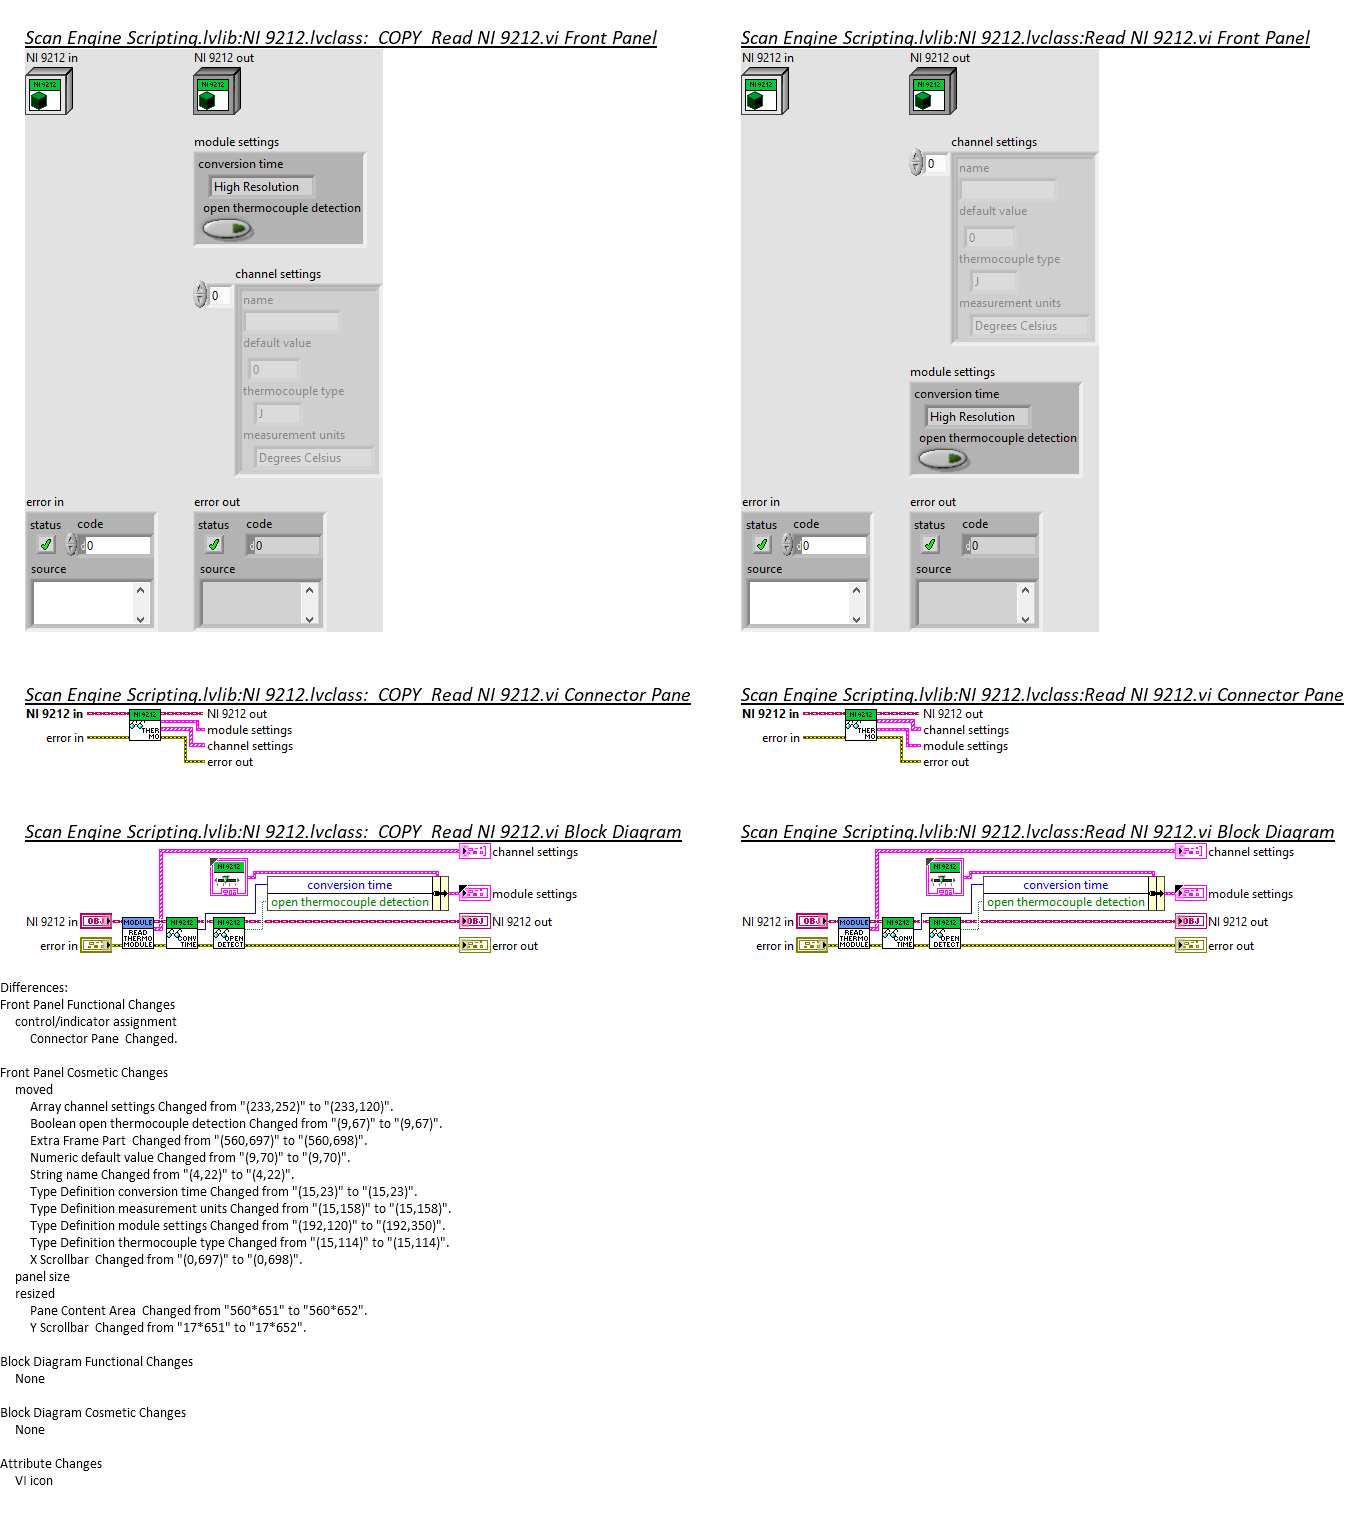 Scan Engine Scripting.lvlib:NI 9212.lvclass:_COPY_Read NI 9212.vi Front Panel
NI 9212 in
NI 9212 out
NI 9212
NI 9212
module settings
conversion time
High Resolution
open thermocouple detection
channel settings
0
name
default value
0
thermocouple type
J
measurement units
Degrees Celsius
error in
error out
status
code
status
code
0
0
source
source
Scan Engine Scripting.lvlib:NI 9212.lvclass:Read NI 9212.vi Front Panel
NI 9212 in
NI 9212 out
NI 9212
NI 9212
channel settings
0
name
default value
0
thermocouple type
J
measurement units
Degrees Celsius
module settings
conversion time
High Resolution
open thermocouple detection
error in
error out
status
code
status
code
0
0
source
source
Scan Engine Scripting.lvlib:NI 9212.lvclass:_COPY_Read NI 9212.vi Connector Pane
NI 9212 in
NI 9212
NI 9212 out
THER
MO
module settings
error in
channel settings
error out
Scan Engine Scripting.lvlib:NI 9212.lvclass:Read NI 9212.vi Connector Pane
NI 9212 in
NI 9212
NI 9212 out
THER
MO
channel settings
error in
module settings
error out
Scan Engine Scripting.lvlib:NI 9212.lvclass:_COPY_Read NI 9212.vi Block Diagram
channel settings
NI 9212
conversion time
module settings
open thermocouple detection
NI 9212 in
OBJ
MODULE
READ
THERMO
MODULE
NI 9212
CONV
TIME
NI 9212
OPEN
DETECT
OBJ
NI 9212 out
error in
error out
Scan Engine Scripting.lvlib:NI 9212.lvclass:Read NI 9212.vi Block Diagram
channel settings
NI 9212
conversion time
module settings
open thermocouple detection
NI 9212 in
OBJ
MODULE
READ
THERMO
MODULE
NI 9212
CONV
TIME
NI 9212
OPEN
DETECT
OBJ
NI 9212 out
error in
error out
Differences:
Front Panel Functional Changes
control/indicator assignment
Connector Pane  Changed.
Front Panel Cosmetic Changes
moved
Array channel settings Changed from "(233,252)" to "(233,120)".
Boolean open thermocouple detection Changed from "(9,67)" to "(9,67)".
Extra Frame Part  Changed from "(560,697)" to "(560,698)".
Numeric default value Changed from "(9,70)" to "(9,70)".
String name Changed from "(4,22)" to "(4,22)".
Type Definition conversion time Changed from "(15,23)" to "(15,23)".
Type Definition measurement units Changed from "(15,158)" to "(15,158)".
Type Definition module settings Changed from "(192,120)" to "(192,350)".
Type Definition thermocouple type Changed from "(15,114)" to "(15,114)".
X Scrollbar  Changed from "(0,697)" to "(0,698)".
panel size
resized
Pane Content Area  Changed from "560*651" to "560*652".
Y Scrollbar  Changed from "17*651" to "17*652".
Block Diagram Functional Changes
None
Block Diagram Cosmetic Changes
None
Attribute Changes
VI icon